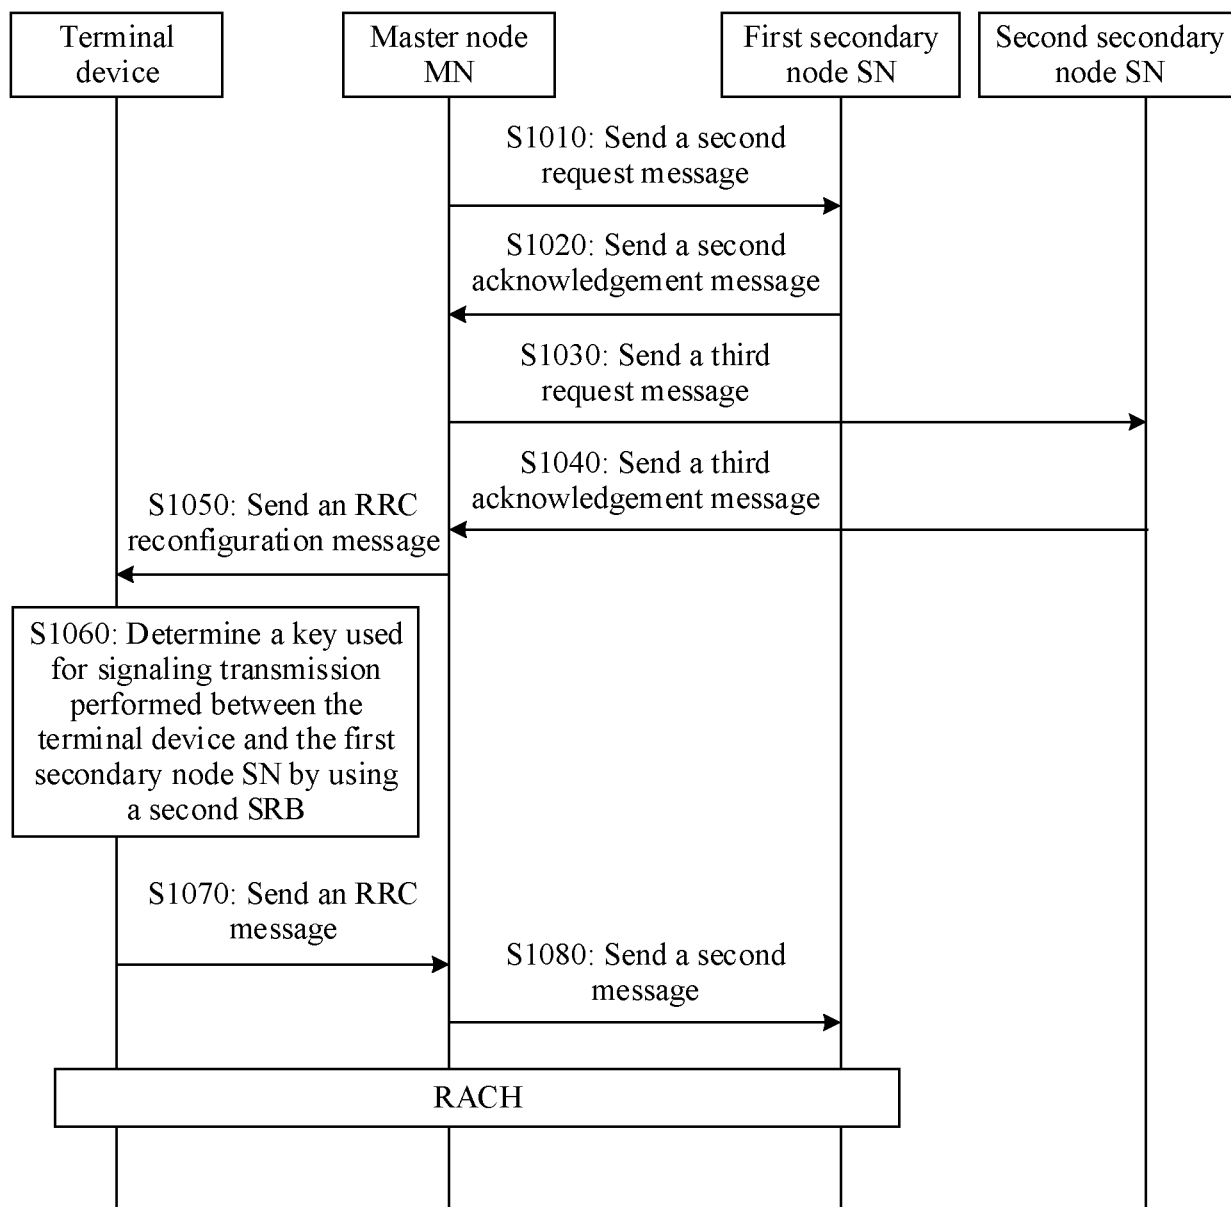 Terminal
device
Master node
MN
First secondary
node SN
Second secondary
node SN
S1010: Send a second
request message
S1020: Send a second
acknowledgement message
S1030: Send a third
request message
S1040: Send a third
acknowledgement message
S1050: Send an RRC
reconfiguration message
S1060: Determine a key used
for signaling transmission
performed between the
terminal device and the first
secondary node SN by using
a second SRB
S1070: Send an RRC
message
S1080: Send a second
message
RACH